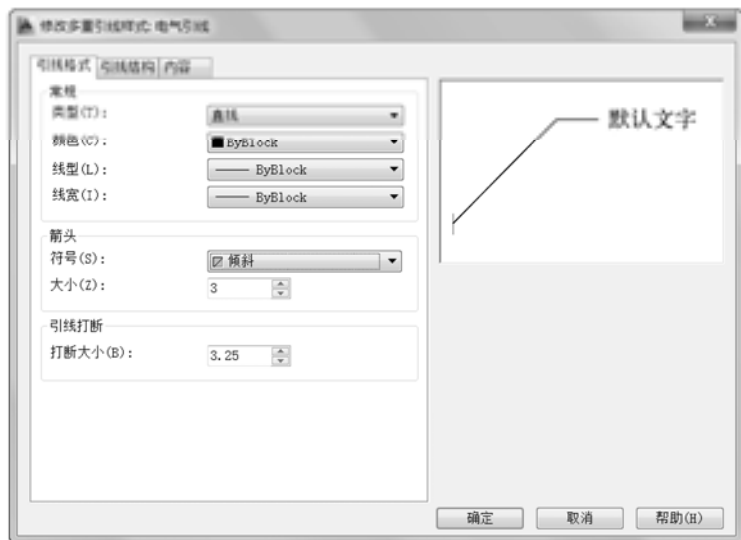 修改多重引线样式: 电气引线
引线格式 引线结构 内容
常规
类型(T): 直线
颜色(C): ByBlock
线型(L): ByBlock
线宽(I): ByBlock
箭头
符号(S): 倾斜
大小(Z): 3
引线打断
打断大小(B): 3.25
默认文字
确定 取消 帮助(H)